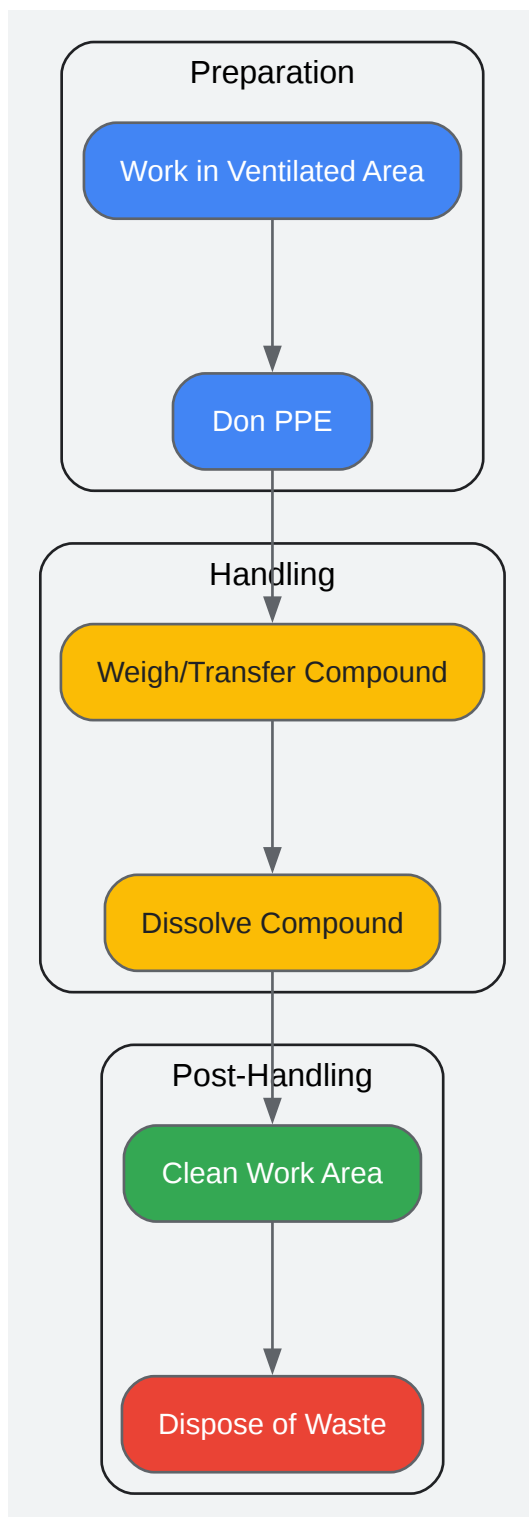 Preparation
Work in Ventilated Area
Don PPE
Handling
Weigh/Transfer Compound
Dissolve Compound
Post-Handling
Clean Work Area
Dispose of Waste